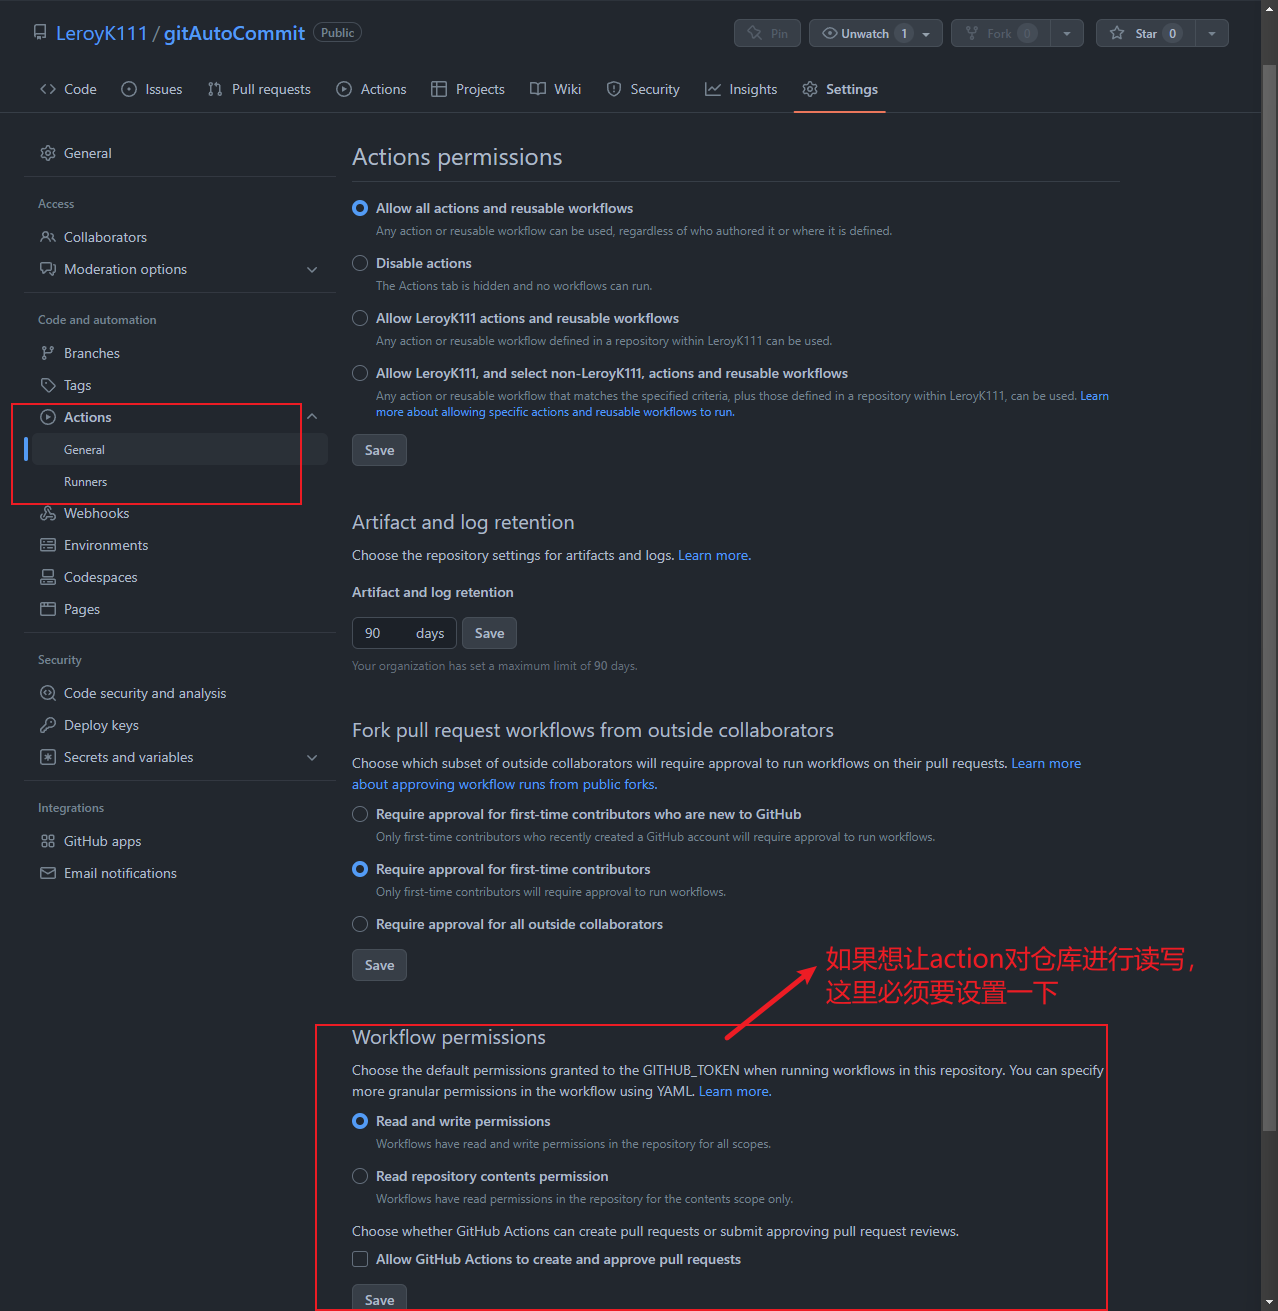 LeroyK111 / gitAutoCommit Public
Pin Unwatch 1 Fork 0 Star 0
Code Issues Pull requests Actions Projects Wiki Security Insights Settings
General
Access
Collaborators
Moderation options
Code and automation
Branches
Tags
Actions
General
Runners
Webhooks
Environments
Codespaces
Pages
Security
Code security and analysis
Deploy keys
Secrets and variables
Integrations
GitHub apps
Email notifications
Actions permissions
Allow all actions and reusable workflows
Any action or reusable workflow can be used, regardless of who authored it or where it is defined.
Disable actions
The Actions tab is hidden and no workflows can run.
Allow LeroyK111 actions and reusable workflows
Any action or reusable workflow defined in a repository within LeroyK111 can be used.
Allow LeroyK111, and select non-LeroyK111, actions and reusable workflows
Any action or reusable workflow that matches the specified criteria, plus those defined in a repository within LeroyK111, can be used. Learn
more about allowing specific actions and reusable workflows to run.
Save
Artifact and log retention
Choose the repository settings for artifacts and logs. Learn more.
Artifact and log retention
90 days Save
Your organization has set a maximum limit of 90 days.
Fork pull request workflows from outside collaborators
Choose which subset of outside collaborators will require approval to run workflows on their pull requests. Learn more
about approving workflow runs from public forks.
Require approval for first-time contributors who are new to GitHub
Only first-time contributors who recently created a GitHub account will require approval to run workflows.
Require approval for first-time contributors
Only first-time contributors will require approval to run workflows.
Require approval for all outside collaborators
Save
如果想让action对仓库进行读写，
这里必须要设置一下
Workflow permissions
Choose the default permissions granted to the GITHUB_TOKEN when running workflows in this repository. You can specify
more granular permissions in the workflow using YAML. Learn more.
Read and write permissions
Workflows have read and write permissions in the repository for all scopes.
Read repository contents permission
Workflows have read permissions in the repository for the contents scope only.
Choose whether GitHub Actions can create pull requests or submit approving pull request reviews.
Allow GitHub Actions to create and approve pull requests
Save